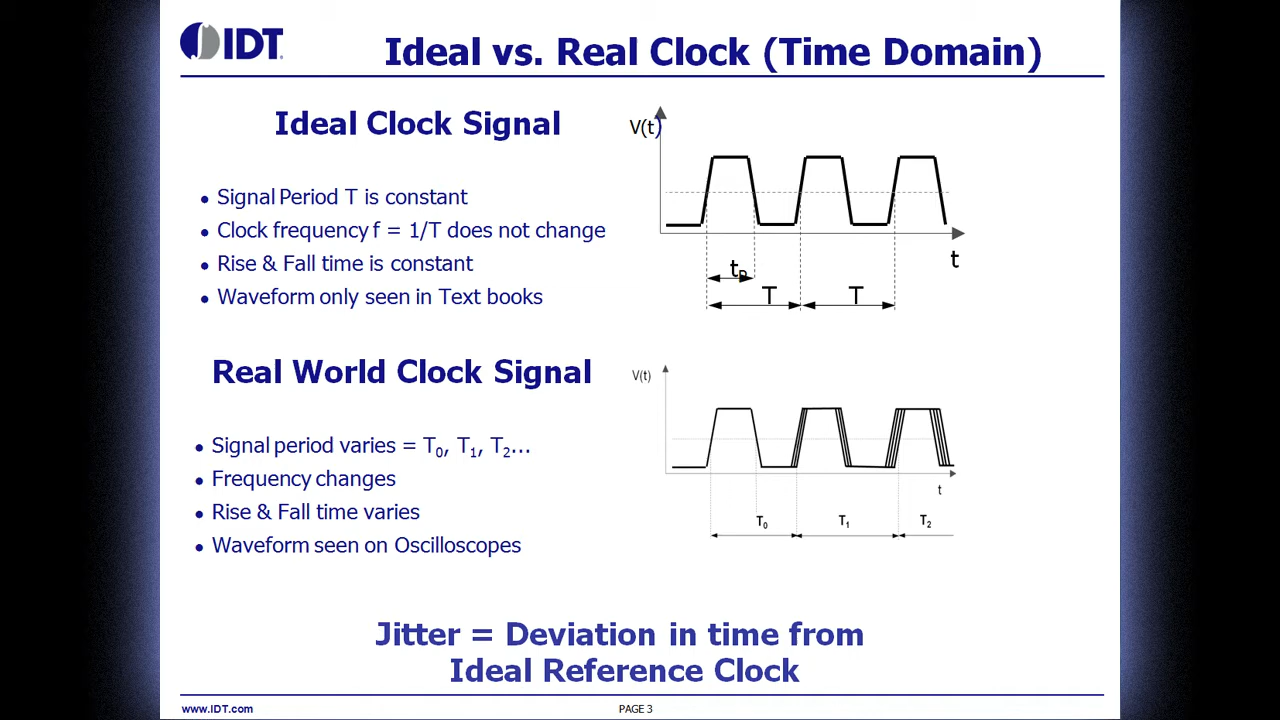 IDT
Ideal vs. Real Clock (Time Domain)
Ideal Clock Signal
• Signal Period T is constant
• Clock frequency f = 1/T does not change
• Rise & Fall time is constant
• Waveform only seen in Text books
V(t)
t
tp
T T
Real World Clock Signal
• Signal period varies = T0, T1, T2...
• Frequency changes
• Rise & Fall time varies
• Waveform seen on Oscilloscopes
V(t)
t
T0 T1 T2
Jitter = Deviation in time from
Ideal Reference Clock
www.IDT.com PAGE 3